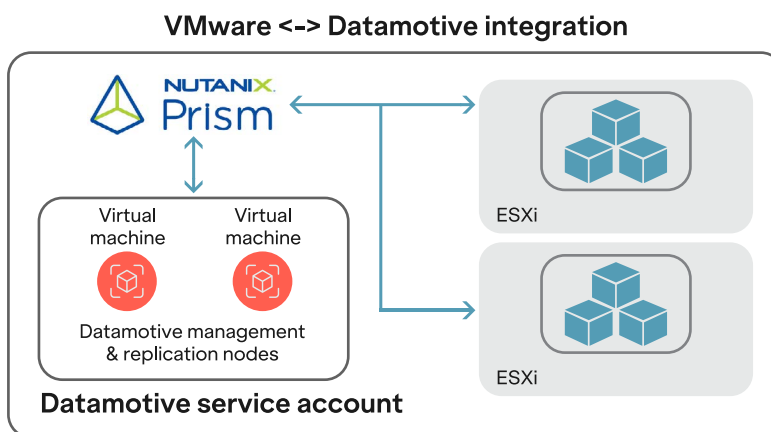 VMware <-> Datamotive integration
NUTANIX.
Prism
ESXi
Virtual
machine
Virtual
machine
Datamotive management
& replication nodes
ESXi
Datamotive service account